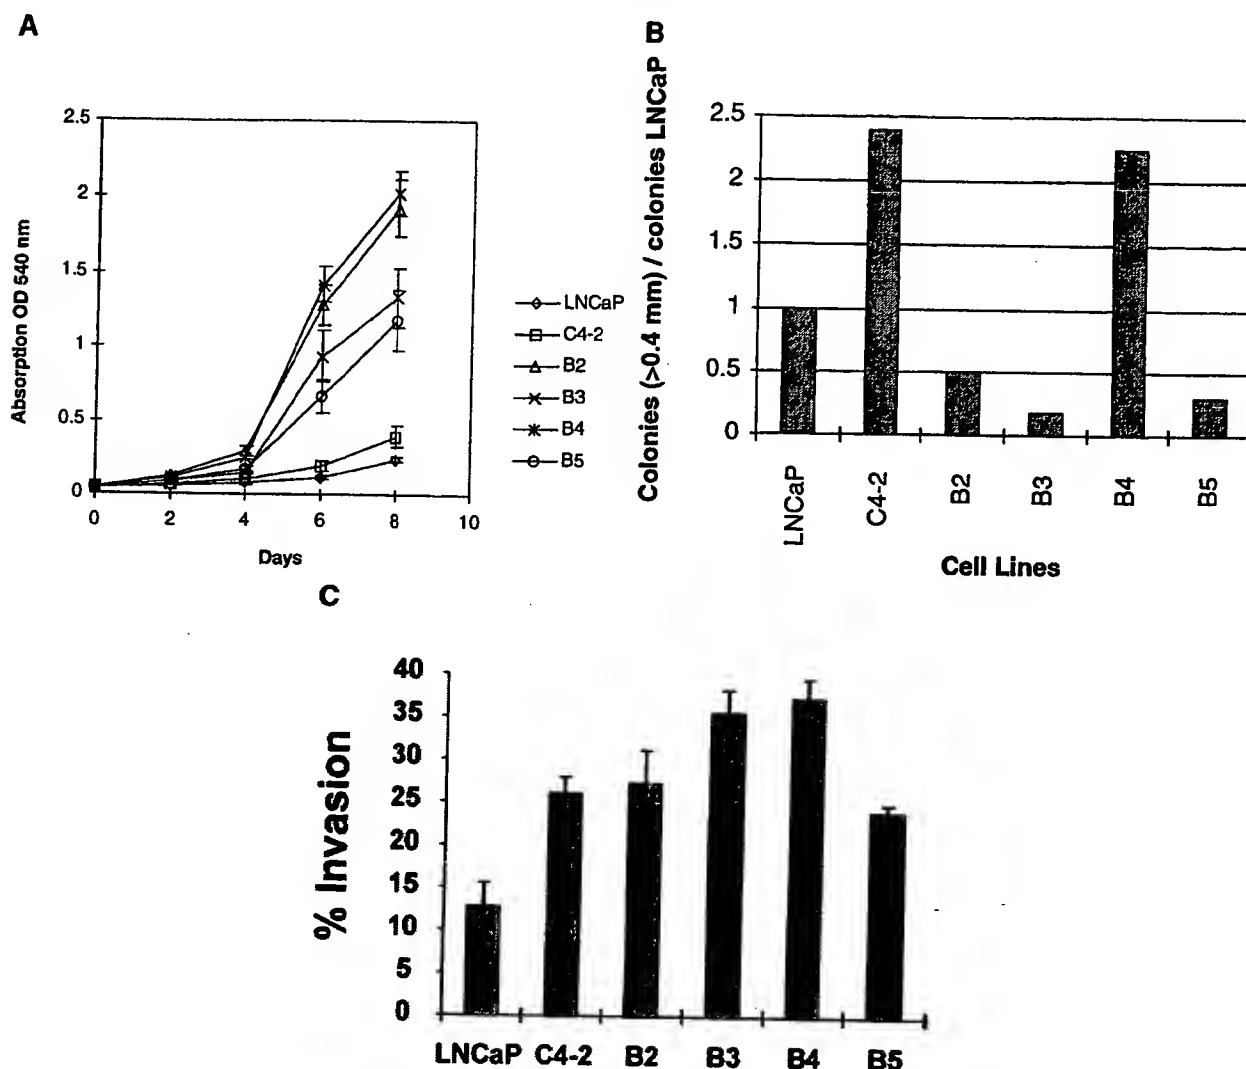 A
2.5
2
1.5
1
0.5
0
0
2
4
6
8
10
Absorption OD 540 nm
Days
LNCaP
C4-2
B2
B3
B4
B5
B
2.5
2
1.5
1
0.5
0
Colonies (>0.4 mm) / colonies LNCaP
LNCaP
C4-2
B2
B3
B4
B5
Cell Lines
C
40
35
30
25
20
15
10
5
0
% Invasion
LNCaP C4-2 B2 B3 B4 B5